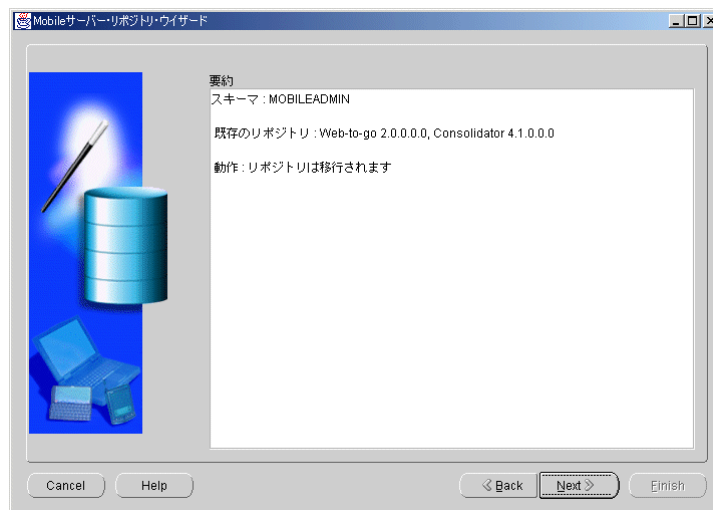 Mobileサーバー・リポジトリ・ウィザード
要約
スキーマ : MOBILEADMIN
既存のリポジトリ : Web-to-go 2.0.0.0.0, Consolidator 4.1.0.0.0
動作 : リポジトリは移行されます
Cancel Help Back Next Finish